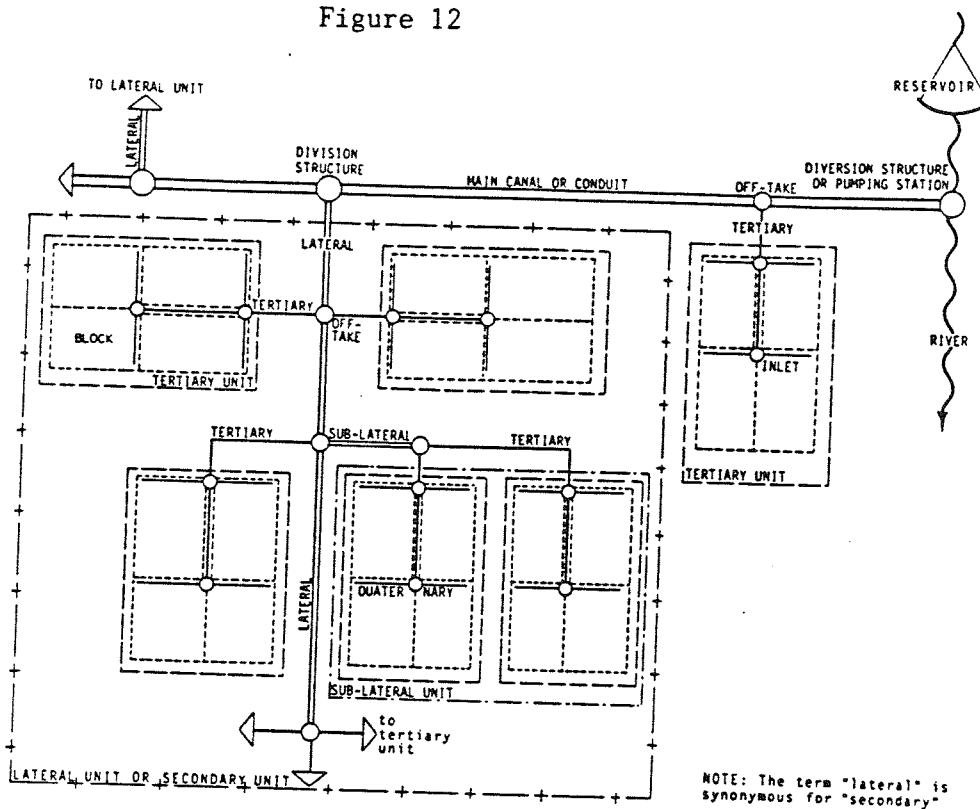 Figure 12
TO LATERAL UNIT
RESERVOIR
LATERAL
DIVISION
STRUCTURE
MAIN CANAL OR CONDUIT
OFF-TAKE
DIVERSION STRUCTURE
OR PUMPING STATION
LATERAL
TERTIARY
TERTIARY
OFF-
TAKE
BLOCK
TERTIARY UNIT
INLET
RIVER
TERTIARY
SUB-LATERAL
TERTIARY
TERTIARY UNIT
LATERAL
QUATER NARY
SUB-LATERAL UNIT
to
tertiary
unit
LATERAL UNIT OR SECONDARY UNIT
NOTE: The term "lateral" is
synonymous for "secondary"